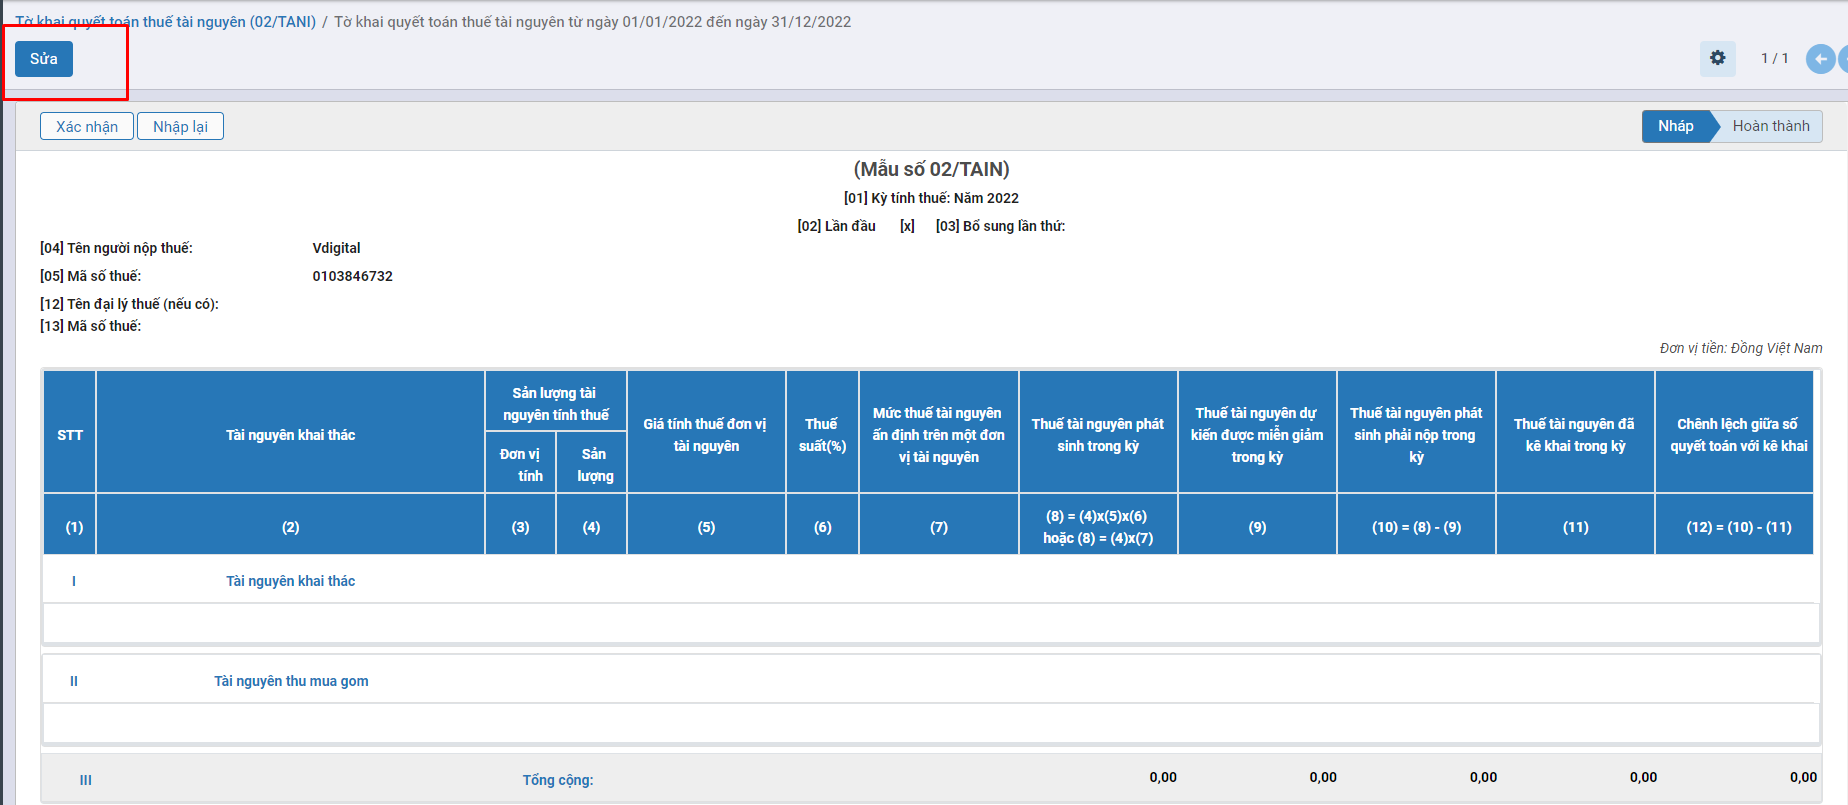 Tờ khai quyết toán thuế tài nguyên (02/TANI) / Tờ khai quyết toán thuế tài nguyên từ ngày 01/01/2022 đến ngày 31/12/2022
Sửa
1 / 1
Xác nhận
Nhập lại
Nháp
Hoàn thành
(Mẫu số 02/TAIN)
[01] Kỳ tính thuế: Năm 2022
[02] Lần đầu [x] [03] Bổ sung lần thứ:
[04] Tên người nộp thuế: Vdigital
[05] Mã số thuế: 0103846732
[12] Tên đại lý thuế (nếu có):
[13] Mã số thuế:
Đơn vị tiền: Đồng Việt Nam
STT
Tài nguyên khai thác
Sản lượng tài
nguyên tính thuế
Đơn vị
tính
Sản
lượng
Giá tính thuế đơn vị
tài nguyên
Thuế
suất(%)
Mức thuế tài nguyên
ấn định trên một đơn
vị tài nguyên
Thuế tài nguyên phát
sinh trong kỳ
Thuế tài nguyên dự
kiến được miễn giảm
trong kỳ
Thuế tài nguyên phát
sinh phải nộp trong
kỳ
Thuế tài nguyên đã
kê khai trong kỳ
Chênh lệch giữa số
quyết toán với kê khai
(1)
(2)
(3)
(4)
(5)
(6)
(7)
(8) = (4)x(5)x(6)
hoặc (8) = (4)x(7)
(9)
(10) = (8) - (9)
(11)
(12) = (10) - (11)
I Tài nguyên khai thác
II Tài nguyên thu mua gom
III Tổng cộng: 0,00 0,00 0,00 0,00 0,00